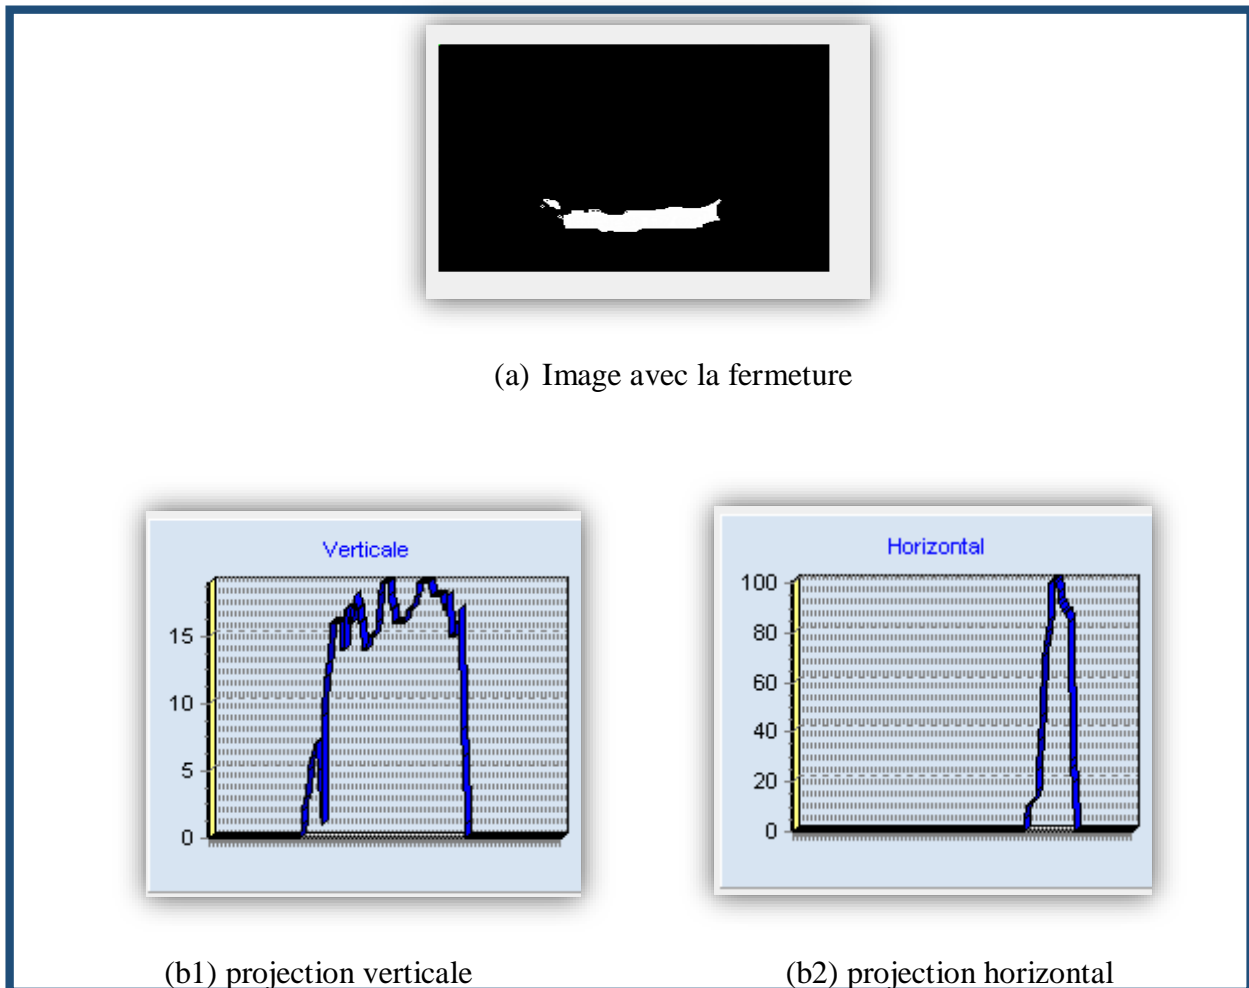 (a) Image avec la fermeture
Verticale
15
10
5
0
(b1) projection verticale
Horizontal
100
80
60
40
20
0
(b2) projection horizontal